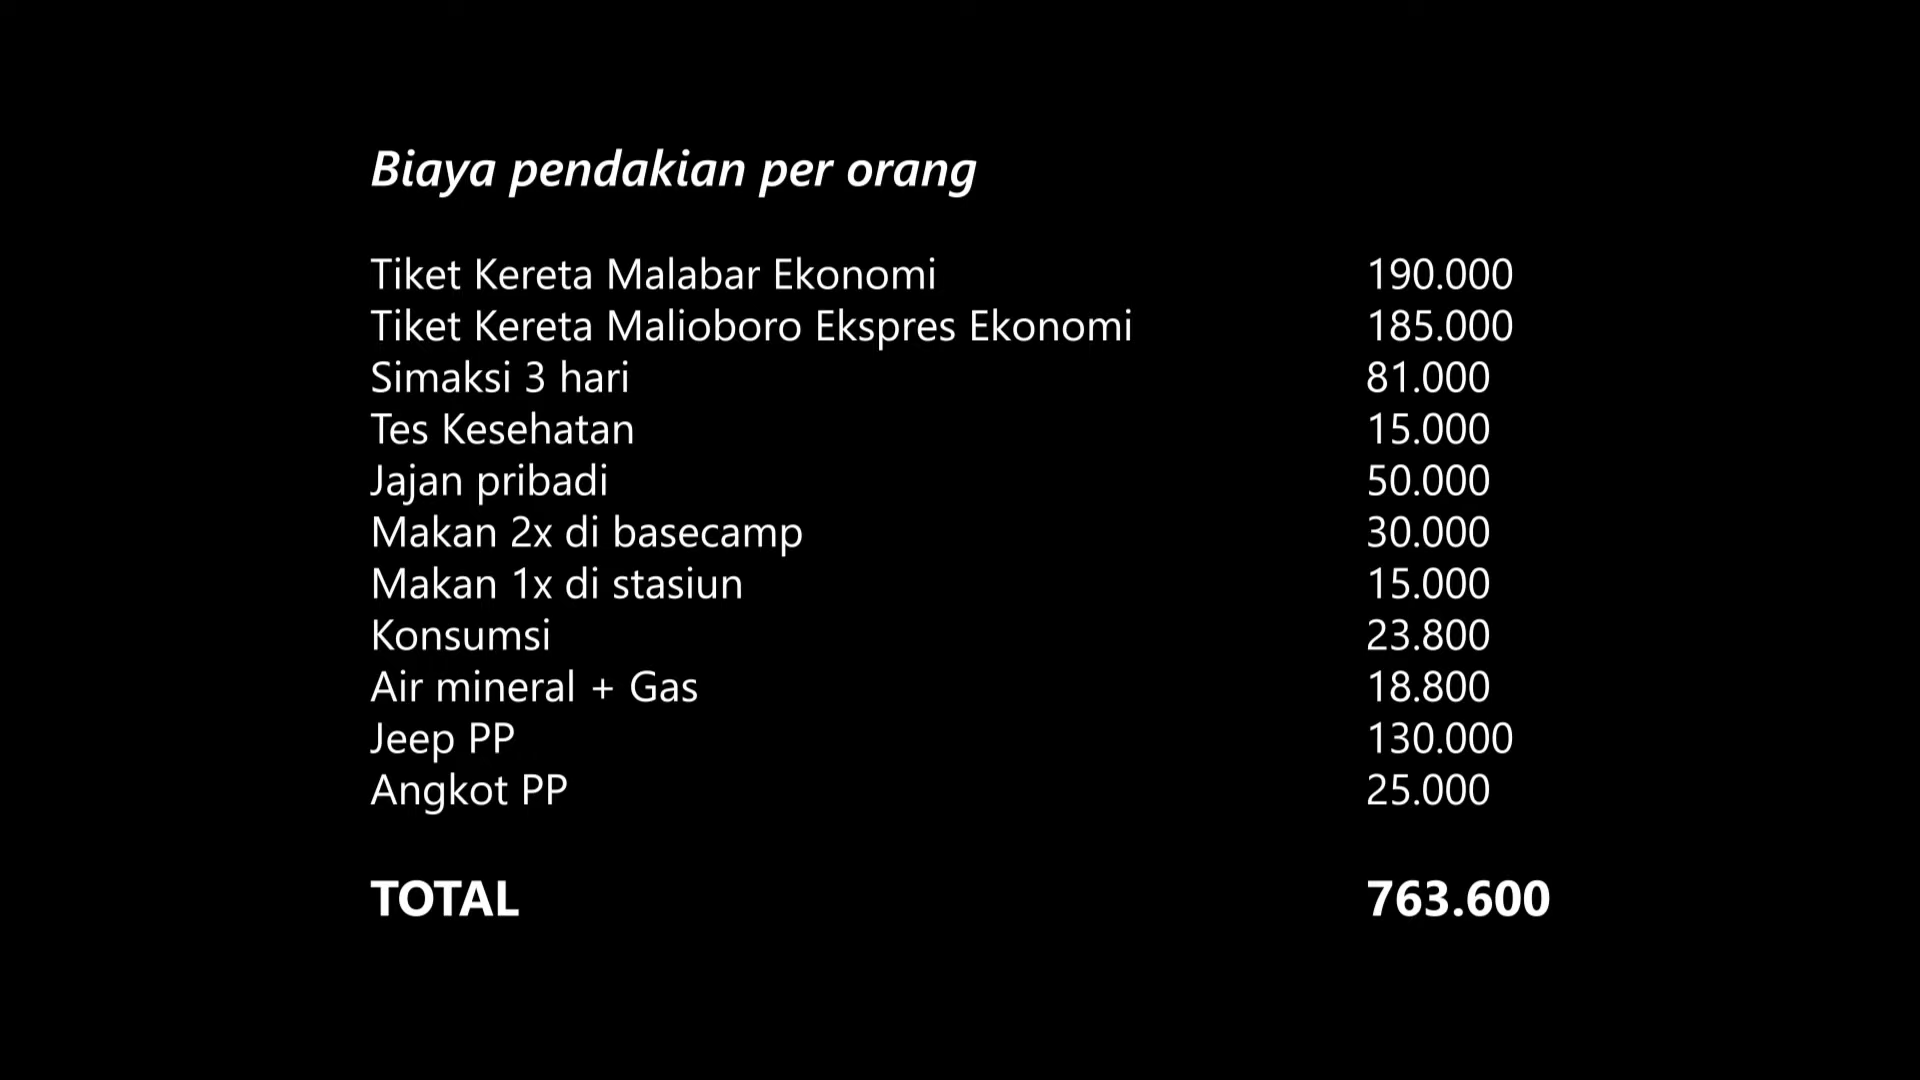 Biaya pendakian per orang
Tiket Kereta Malabar Ekonomi 190.000
Tiket Kereta Malioboro Ekspres Ekonomi 185.000
Simaksi 3 hari 81.000
Tes Kesehatan 15.000
Jajan pribadi 50.000
Makan 2x di basecamp 30.000
Makan 1x di stasiun 15.000
Konsumsi 23.800
Air mineral + Gas 18.800
Jeep PP 130.000
Angkot PP 25.000
TOTAL 763.600